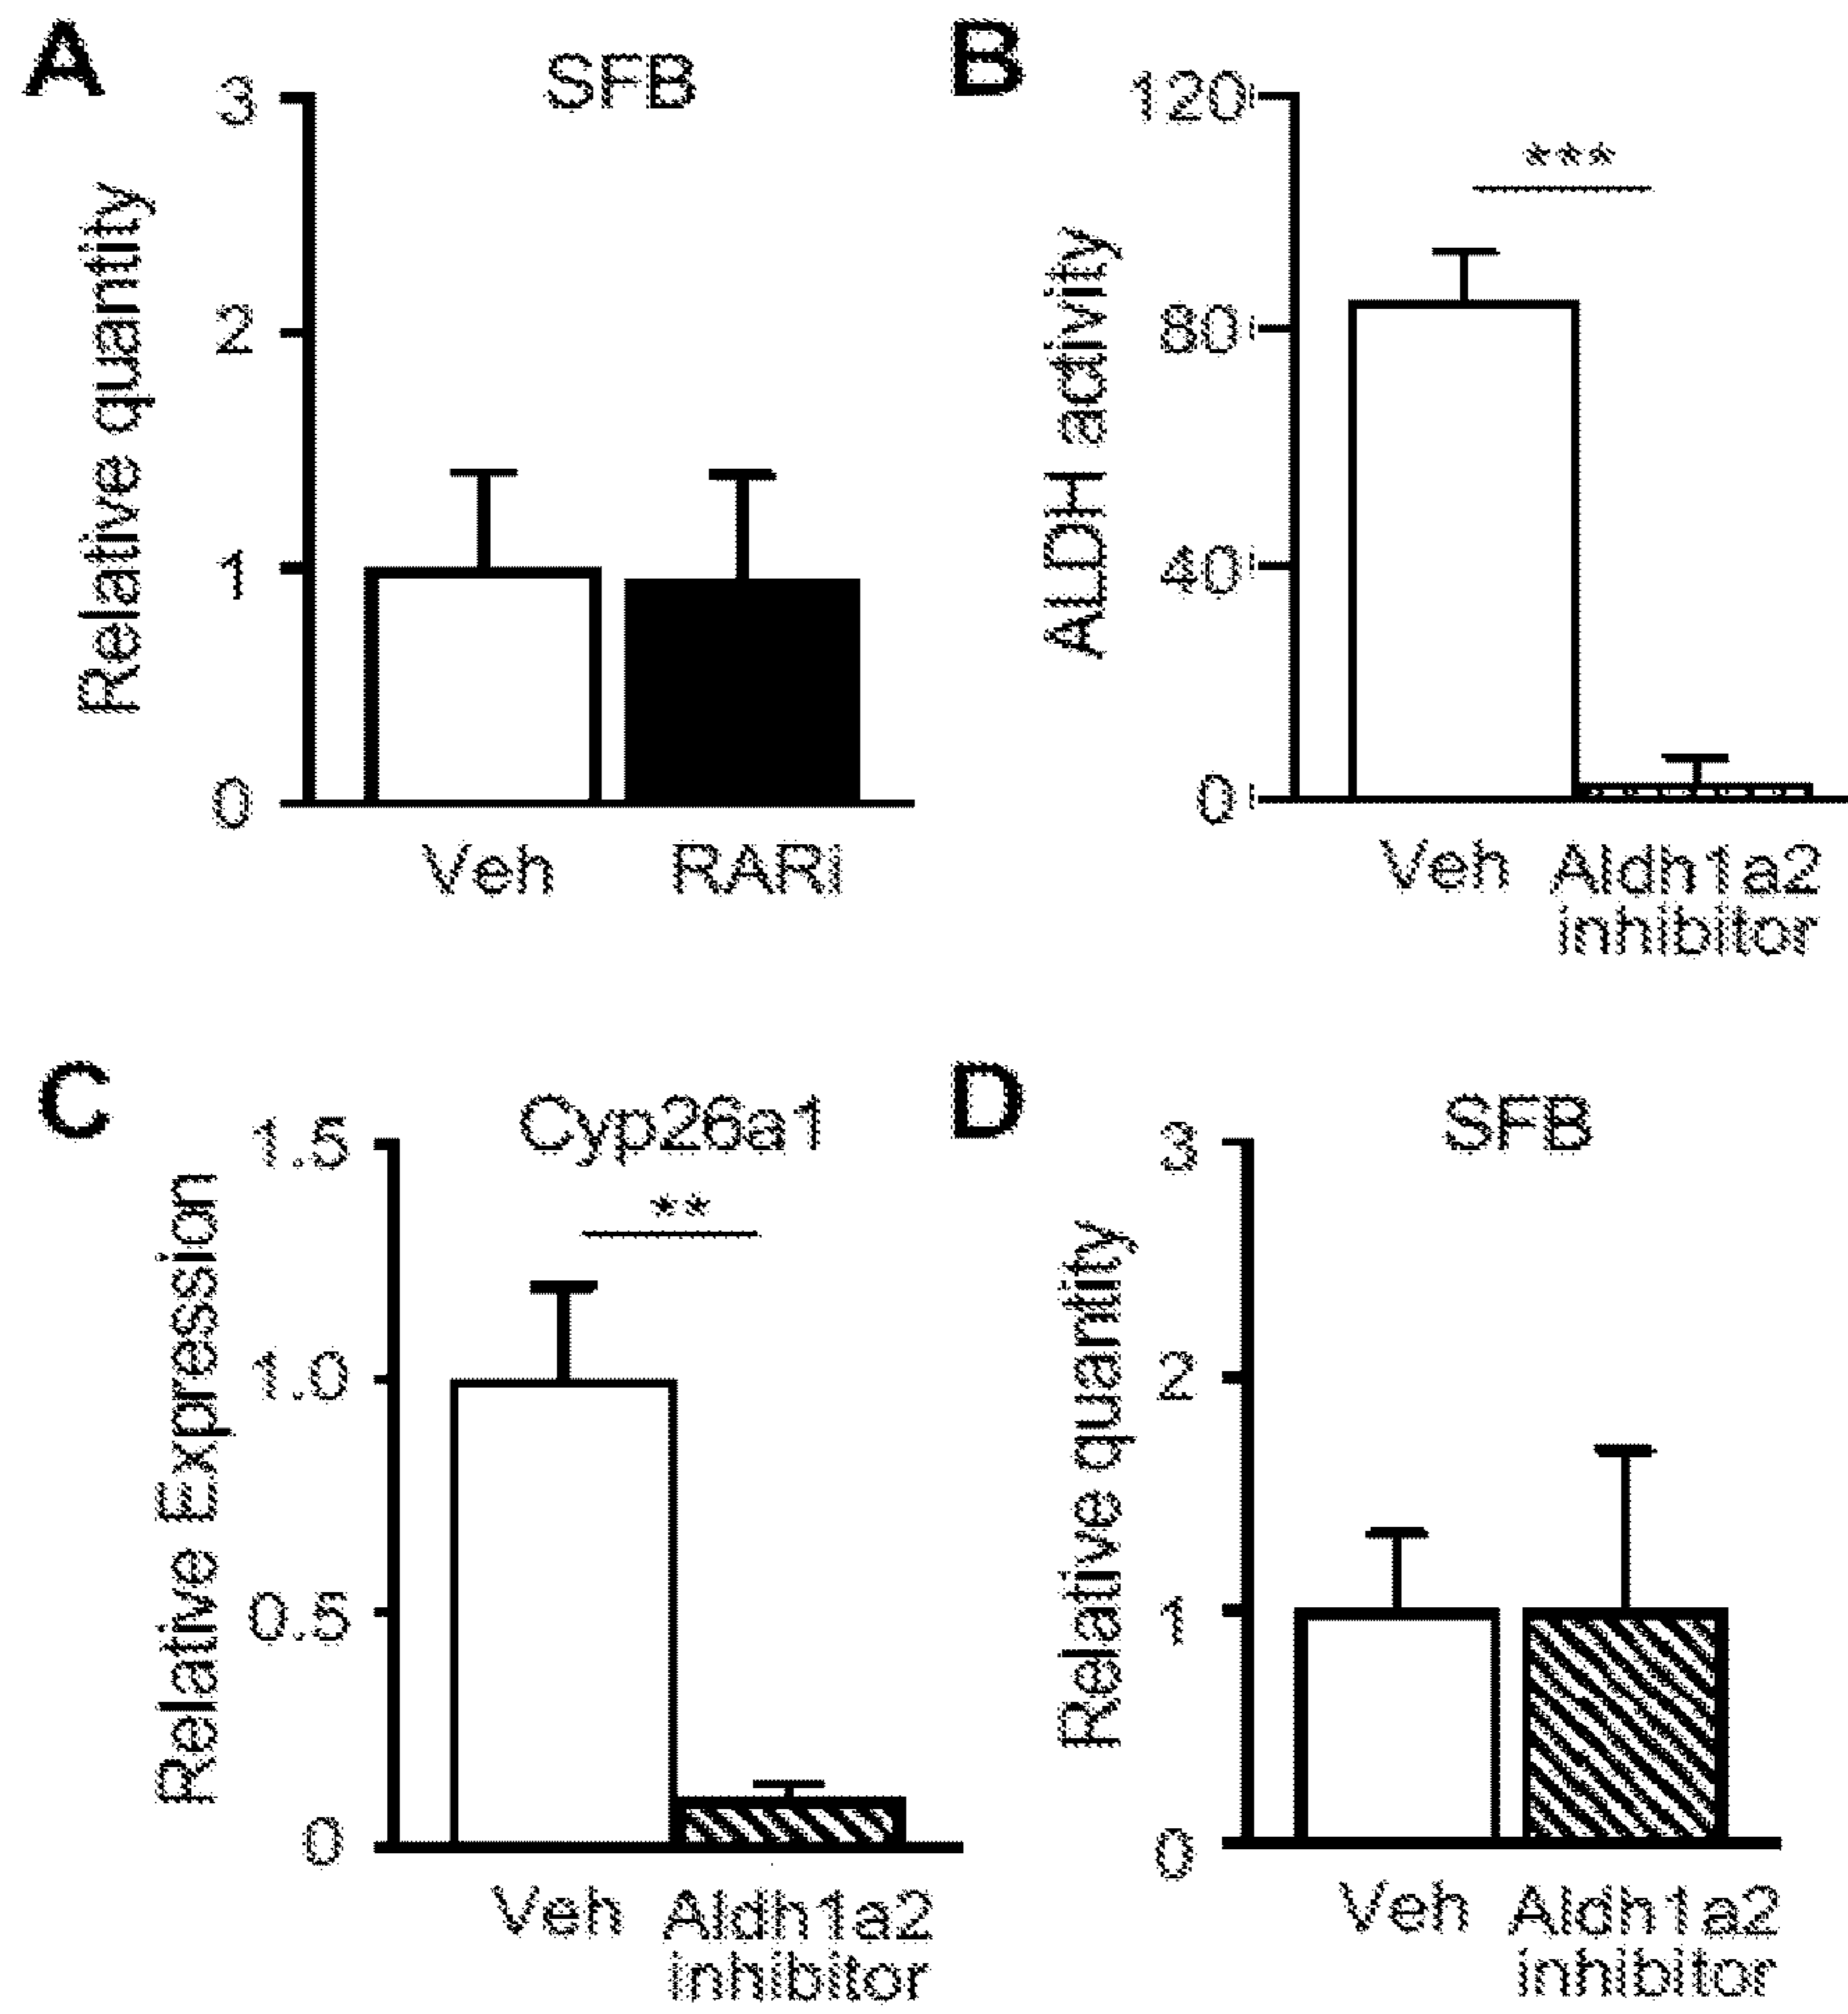 A
SFB
3
2
1
0
Relative quantity
Veh
RARi
B
120
80
40
0
ALDH activity
***
Veh
Aldh1a2
inhibitor
C
Cyp26a1
1.5
1.0
0.5
0
Relative Expression
**
Veh
Aldh1a2
inhibitor
D
SFB
3
2
1
0
Relative quantity
Veh
Aldh1a2
inhibitor